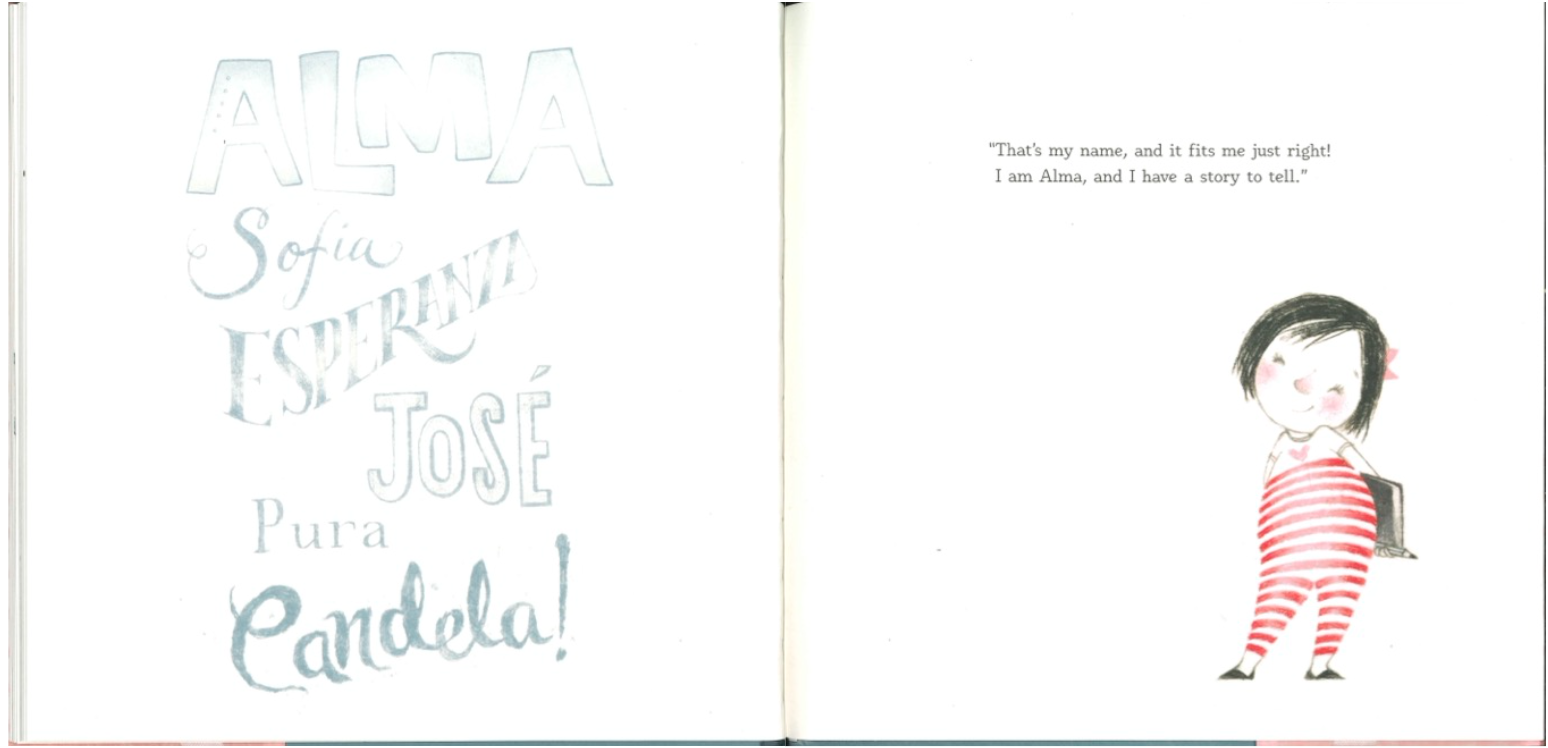 ALMA
Sofia
ESPERANZA
JOSÉ
Pura
Candela!
“That’s my name, and it fits me just right!
I am Alma, and I have a story to tell.”